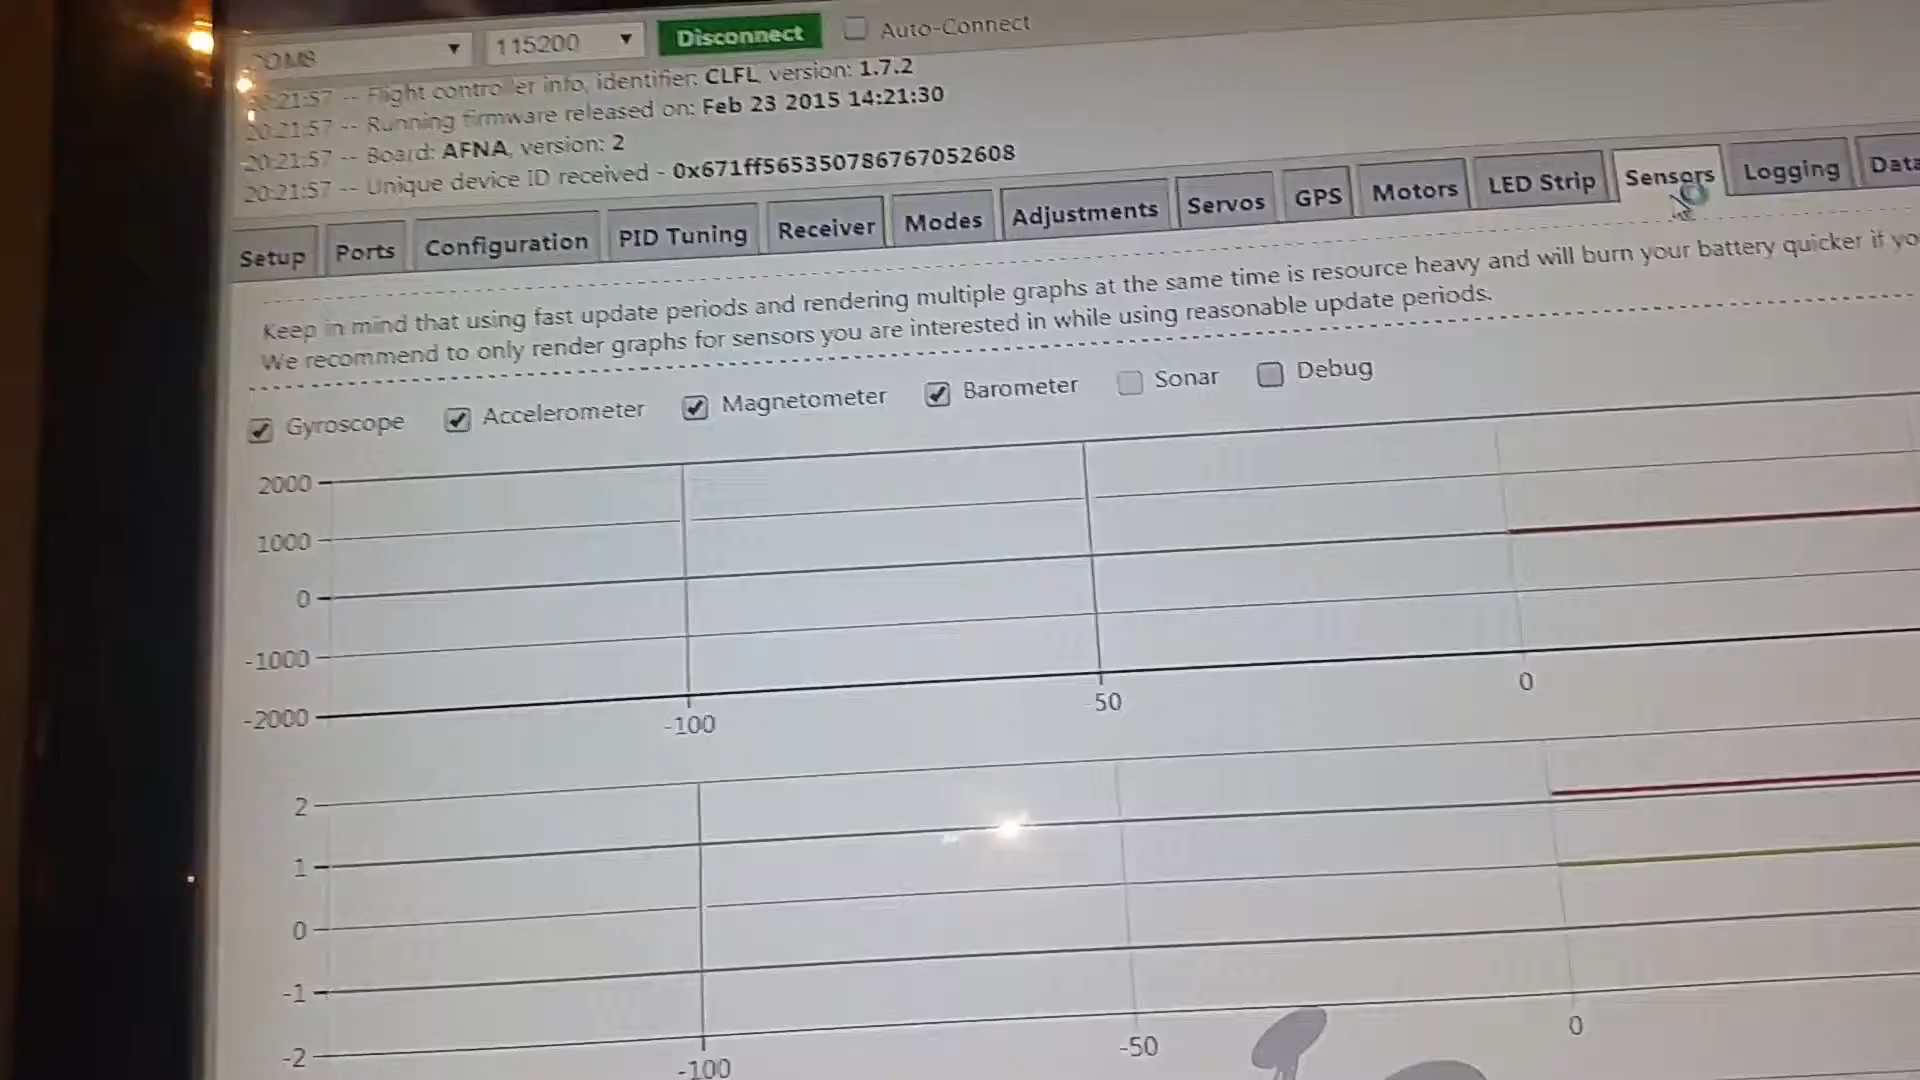 COM8 115200 Disconnect Auto-Connect
20:21:57 -- Flight controller info, identifier: CLFL, version: 1.7.2
20:21:57 -- Running firmware released on: Feb 23 2015 14:21:30
20:21:57 -- Board: AFNA, version: 2
20:21:57 -- Unique device ID received - 0x671ff565350786767052608
Setup Ports Configuration PID Tuning Receiver Modes Adjustments Servos GPS Motors LED Strip Sensors Logging Data
Keep in mind that using fast update periods and rendering multiple graphs at the same time is resource heavy and will burn your battery quicker if yo
We recommend to only render graphs for sensors you are interested in while using reasonable update periods.
Gyroscope Accelerometer Magnetometer Barometer Sonar Debug
2000
1000
0
-1000
-2000
-100 50 0
2
1
0
-1
-2
-100 -50 0